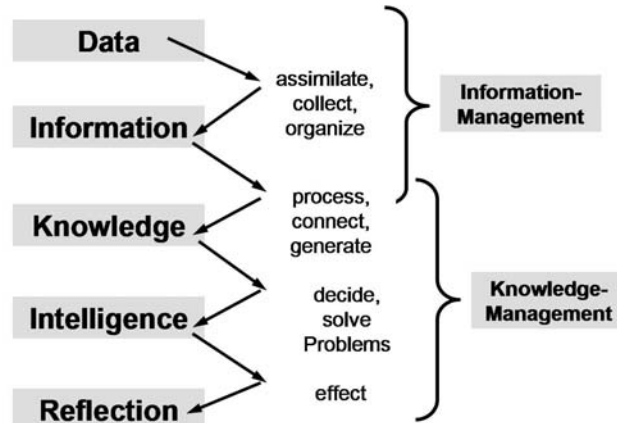 Data
assimilate,
collect,
organize
Information-
Management
Information
process,
connect,
generate
Knowledge
decide,
solve
Problems
Knowledge-
Management
Intelligence
effect
Reflection